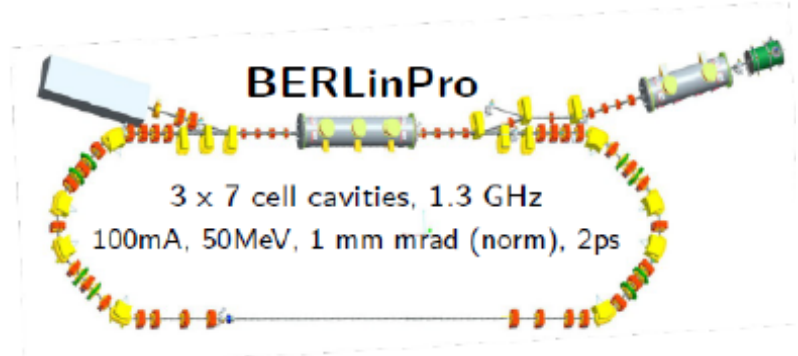 BERLinPro
3 x 7 cell cavities, 1.3 GHz
100mA, 50MeV, 1 mm mrad (norm), 2ps